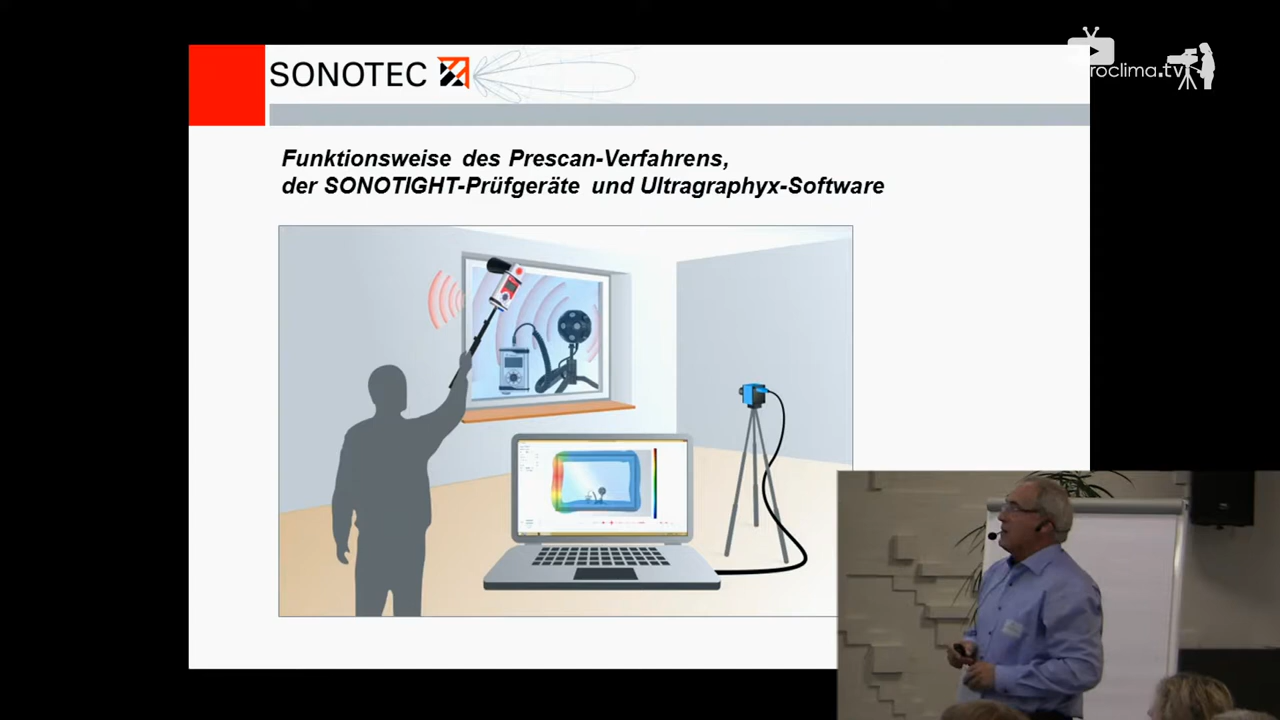 SONOTEC
roclima.tv
Funktionsweise des Prescan-Verfahrens,
der SONOTIGHT-Prüfgeräte und Ultragraphyx-Software